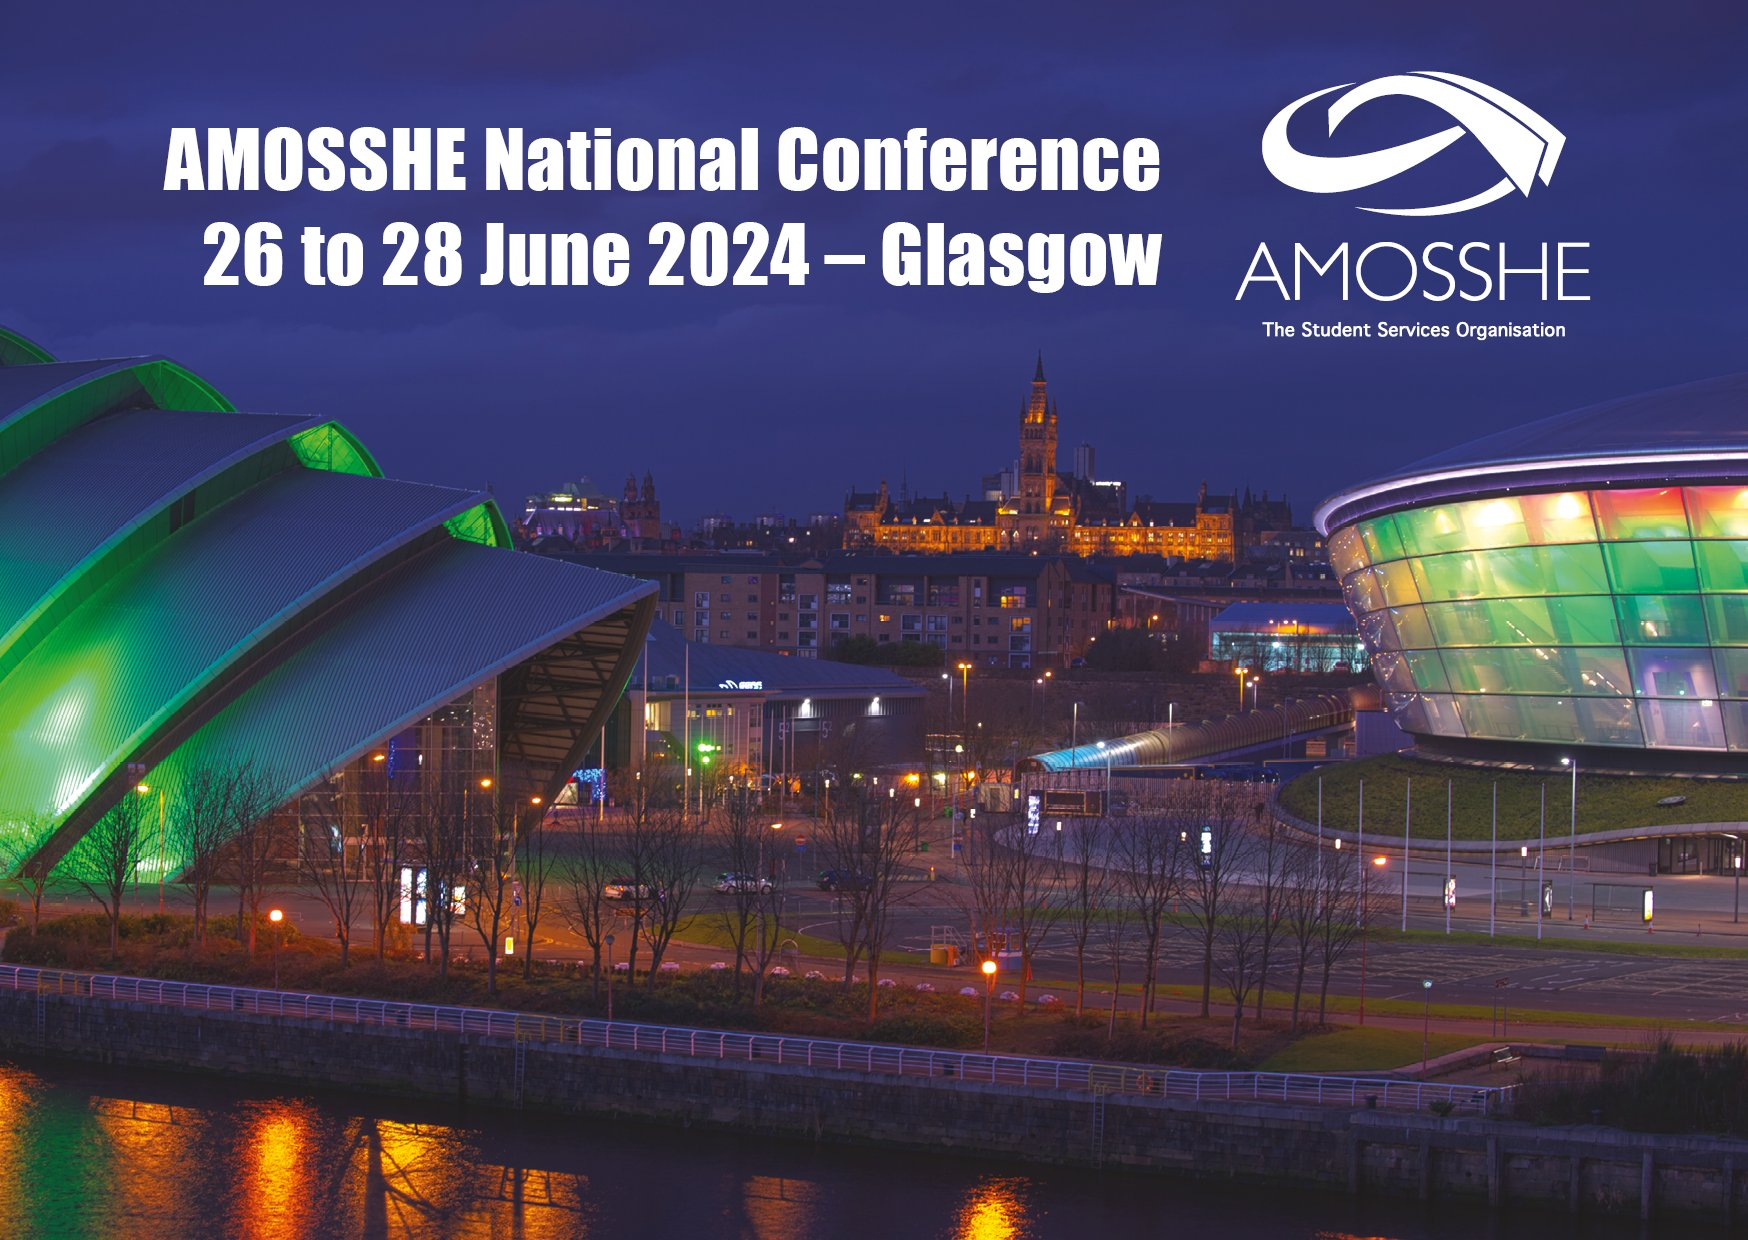 AMOSSHE National Conference
26 to 28 June 2024 – Glasgow
AMOSSHE
The Student Services Organisation